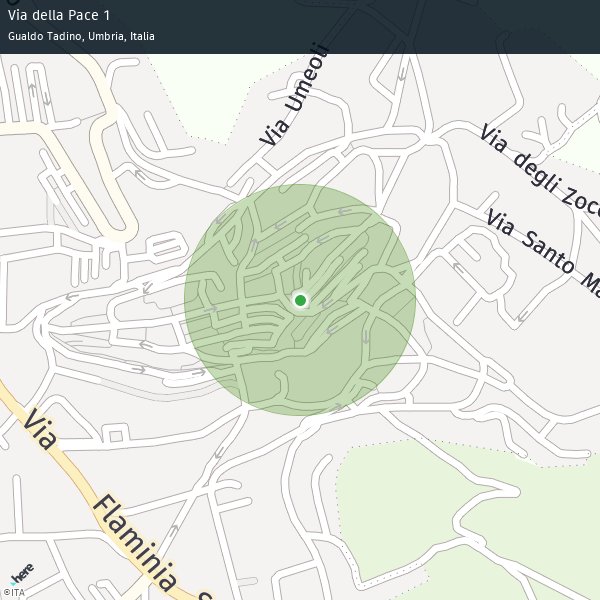 Via della Pace 1
Gualdo Tadino, Umbria, Italia
Via Umeoli
Via degli Zocc
Via Santo Ma
Via
Flaminia
here
©ITA